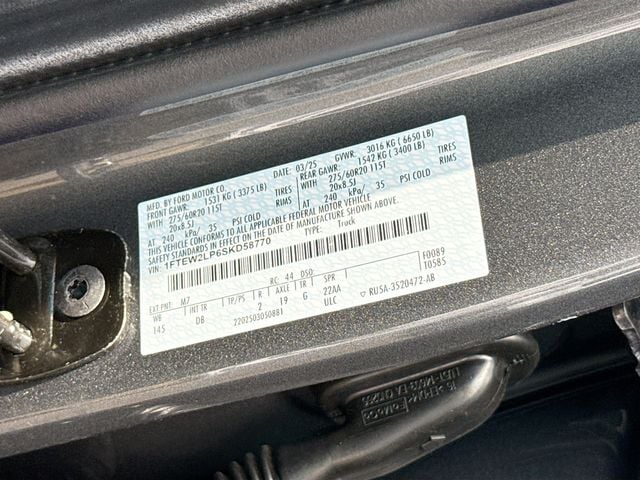 MFD. BY FORD MOTOR CO.
DATE: 03/25
GVWR: 3016 KG ( 6650 LB)
FRONT GAWR: 1531 KG ( 3375 LB)
REAR GAWR: 1542 KG ( 3400 LB)
WITH 275/60R20 115T TIRES
WITH 275/60R20 115T TIRES
20x8.5J RIMS
20x8.5J RIMS
AT 240 kPa/ 35 PSI COLD
AT 240 kPa/ 35 PSI COLD
THIS VEHICLE CONFORMS TO ALL APPLICABLE FEDERAL MOTOR VEHICLE
SAFETY STANDARDS IN EFFECT ON THE DATE OF MANUFACTURE SHOWN ABOVE.
VIN: 1FTEW2LP6SKD58770
TYPE: Truck
F0089
10585
EXT PNT: M7 RC: 44 DSO:
WB INT TR TP/PS R AXLE TR SPR
145 DB 2 19 G 22AA
ULC
2202503050881
RU5A-3520472-AB
FoMoCo